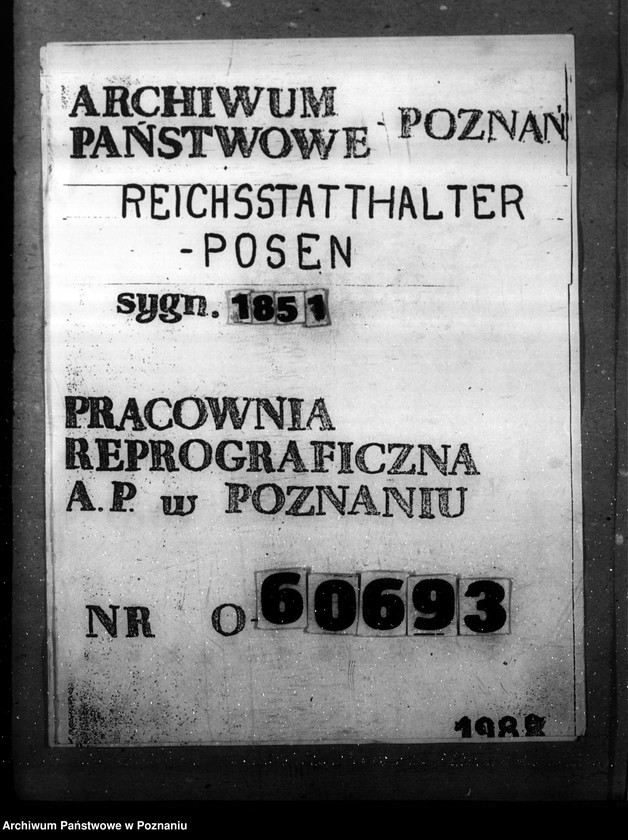 ARCHIWUM
PAŃSTWOWE - POZNAŃ
REICHSSTATTHALTER
-POSEN
sygn. 1851
PRACOWNIA
REPROGRAFICZNA
A.P. w POZNANIU
NR O-60693
Archiwum Państwowe w Poznaniu